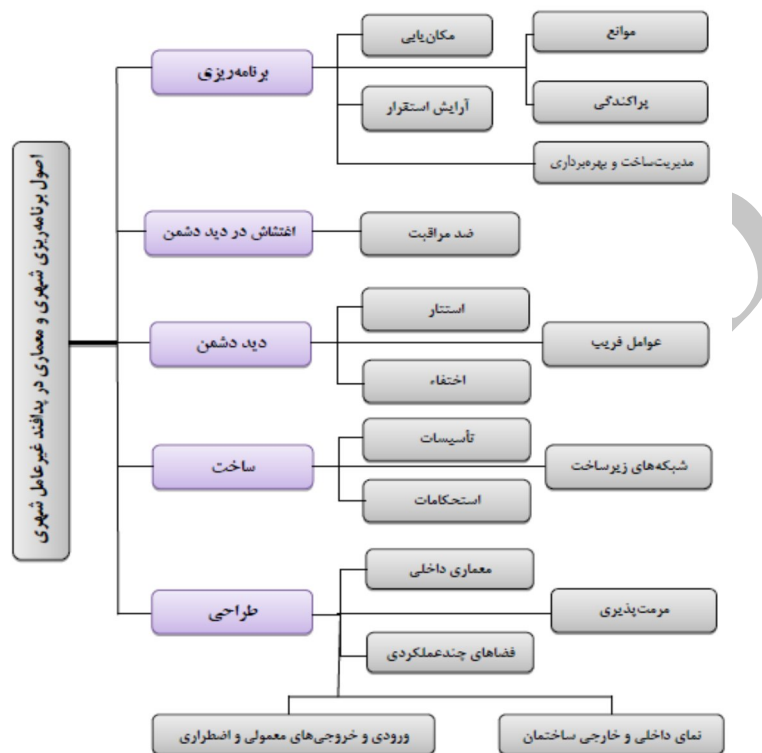 اصول برنامه‌ریزی شهری و معماری در پدافند غیرعامل شهری
برنامه‌ریزی
مکان‌یابی
موانع
آرایش استقرار
پراکندگی
مدیریت‌ساخت و بهره‌برداری
اغتشاش در دید دشمن
ضد مراقبت
دید دشمن
استتار
عوامل فریب
اختفاء
ساخت
تأسیسات
شبکه‌های زیرساخت
استحکامات
طراحی
معماری داخلی
مرمت‌پذیری
فضاهای چندعملکردی
نمای داخلی و خارجی ساختمان
ورودی و خروجی‌های معمولی و اضطراری